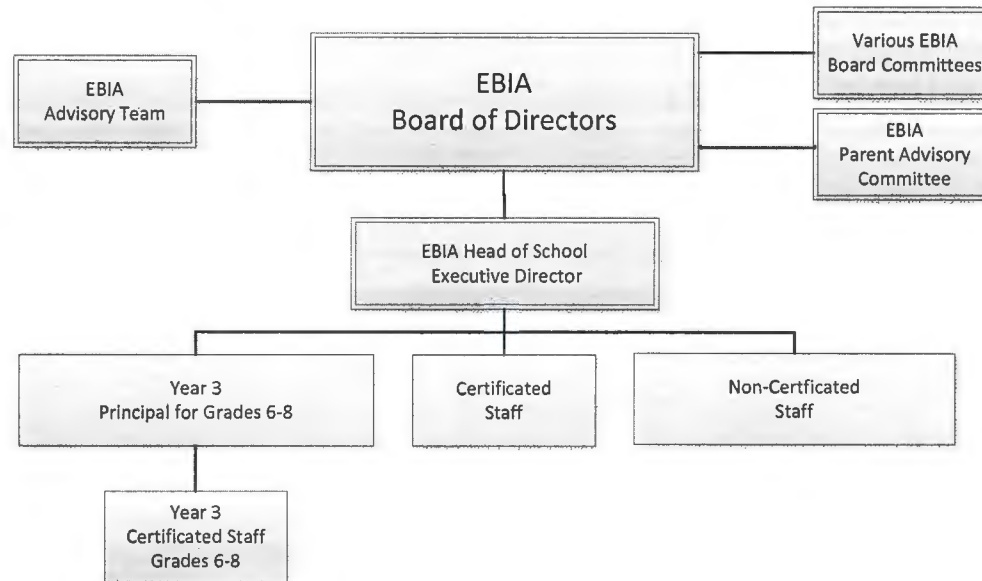 EBIA
Advisory Team
EBIA
Board of Directors
Various EBIA
Board Committees
EBIA
Parent Advisory
Committee
EBIA Head of School
Executive Director
Year 3
Principal for Grades 6-8
Certificated
Staff
Non-Certficated
Staff
Year 3
Certificated Staff
Grades 6-8